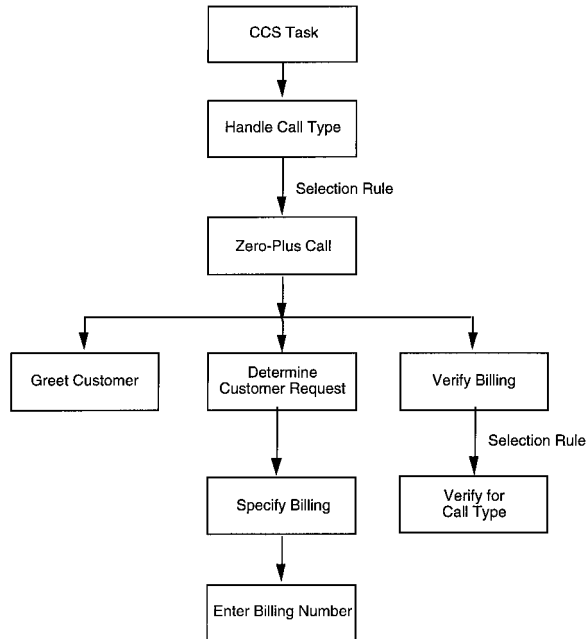 CCS Task
Handle Call Type
Selection Rule
Zero-Plus Call
Greet Customer
Determine
Customer Request
Verify Billing
Selection Rule
Specify Billing
Verify for
Call Type
Enter Billing Number